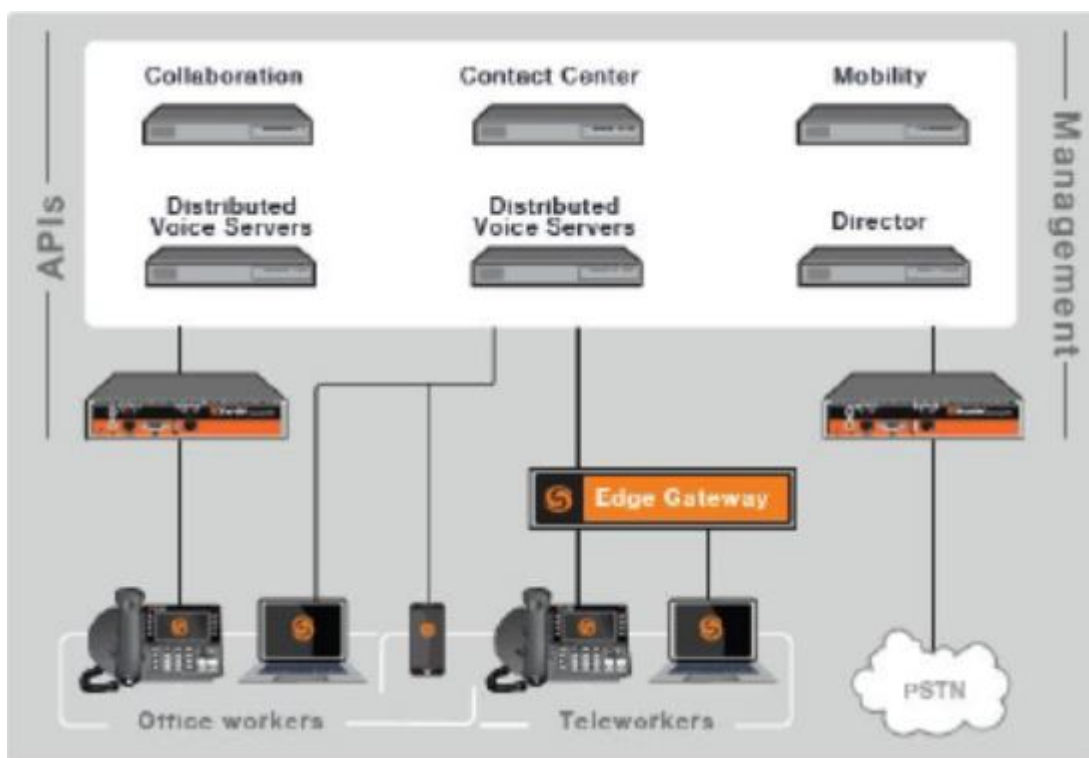 Collaboration
Contact Center
Mobility
Distributed
Voice Servers
Distributed
Voice Servers
Director
APIs
Management
Edge Gateway
Office workers
Teleworkers
PSTN